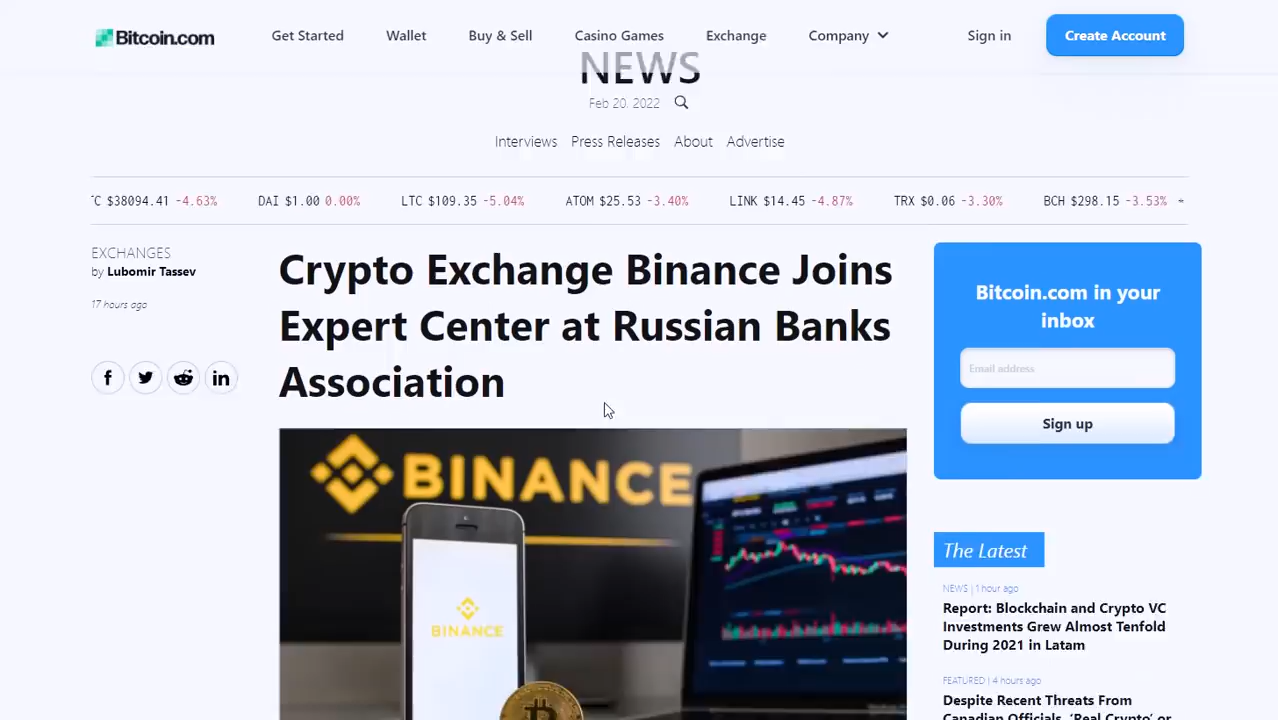 Bitcoin.com
Get Started Wallet Buy & Sell Casino Games Exchange Company Sign in Create Account
NEWS
Feb 20, 2022
Interviews Press Releases About Advertise
$38094.41 -4.63% DAI $1.00 0.00% LTC $109.35 -5.04% ATOM $25.53 -3.40% LINK $14.45 -4.87% TRX $0.06 -3.30% BCH $298.15 -3.53%
EXCHANGES
by Lubomir Tassev
17 hours ago
Crypto Exchange Binance Joins
Expert Center at Russian Banks
Association
BINANCE
BINANCE
Bitcoin.com in your
inbox
Email address
Sign up
The Latest
NEWS | 1 hour ago
Report: Blockchain and Crypto VC
Investments Grew Almost Tenfold
During 2021 in Latam
FEATURED | 4 hours ago
Despite Recent Threats From
Canadian Officials, 'Real Crypto' or